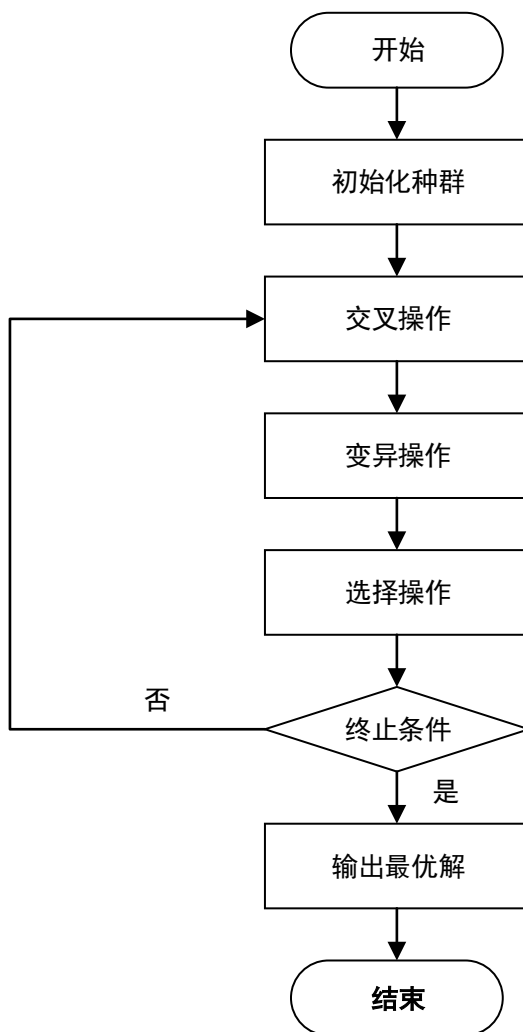 开始
初始化种群
交叉操作
变异操作
选择操作
否
终止条件
是
输出最优解
结束